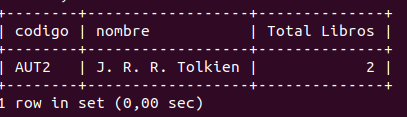 +--------+------------------+--------------+
| codigo | nombre           | Total Libros |
+--------+------------------+--------------+
| AUT2   | J. R. R. Tolkien |            2 |
+--------+------------------+--------------+
1 row in set (0,00 sec)